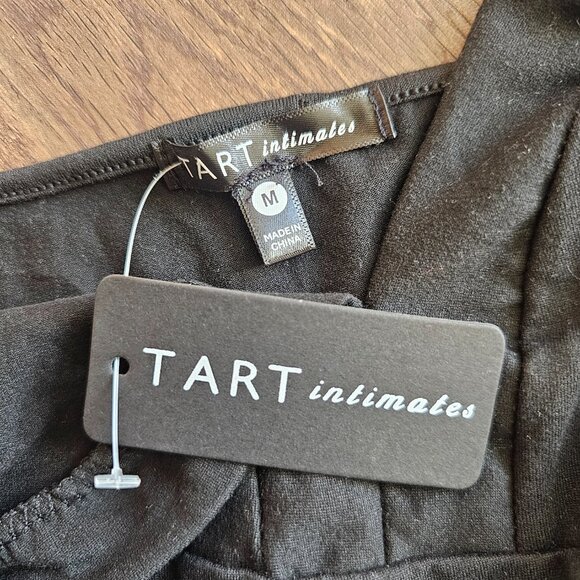 TART intimates
M
MADE IN
CHINA
TART intimates